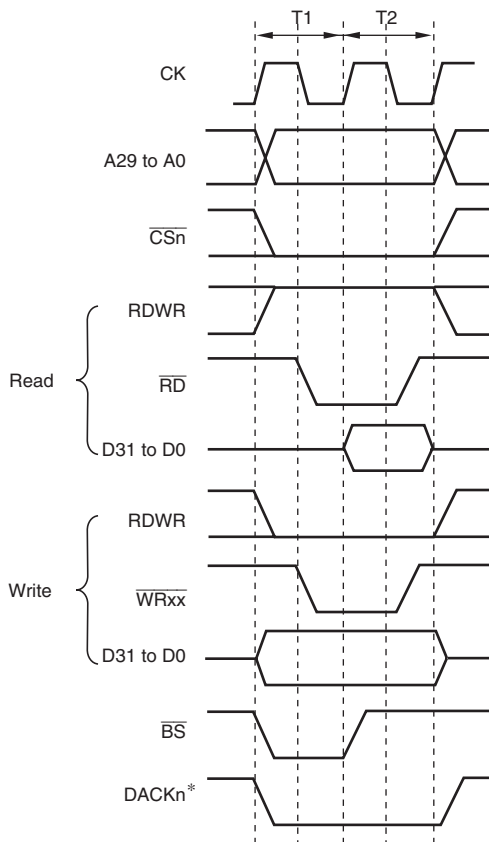 T1 T2
CK
A29 to A0
CSn
RDWR
Read
RD
D31 to D0
RDWR
Write
WRxx
D31 to D0
BS
DACKn*